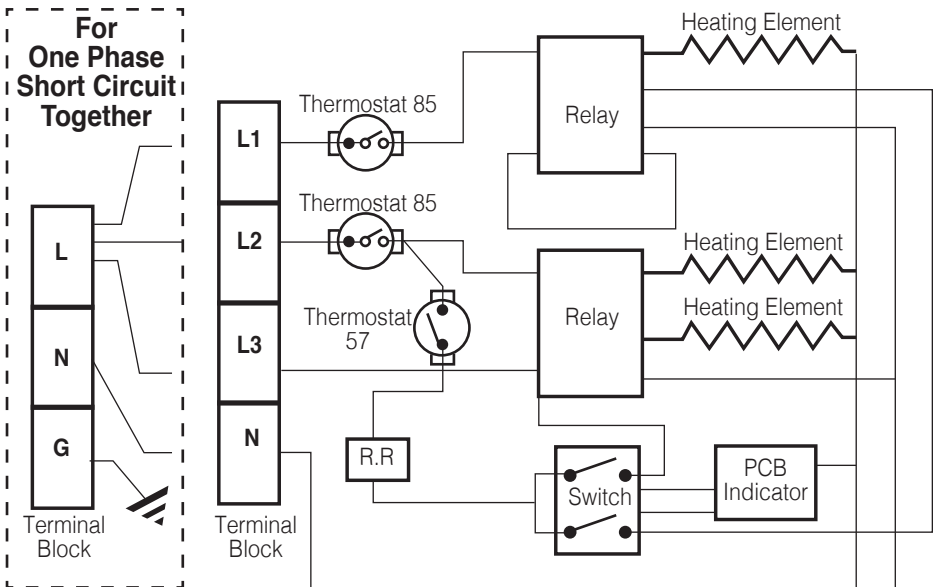 For
One Phase
Short Circuit
Together
L
N
G
Terminal
Block
L1
L2
L3
N
Terminal
Block
Thermostat 85
Thermostat 85
Thermostat
57
R.R
Relay
Relay
Heating Element
Heating Element
Heating Element
Switch
PCB
Indicator